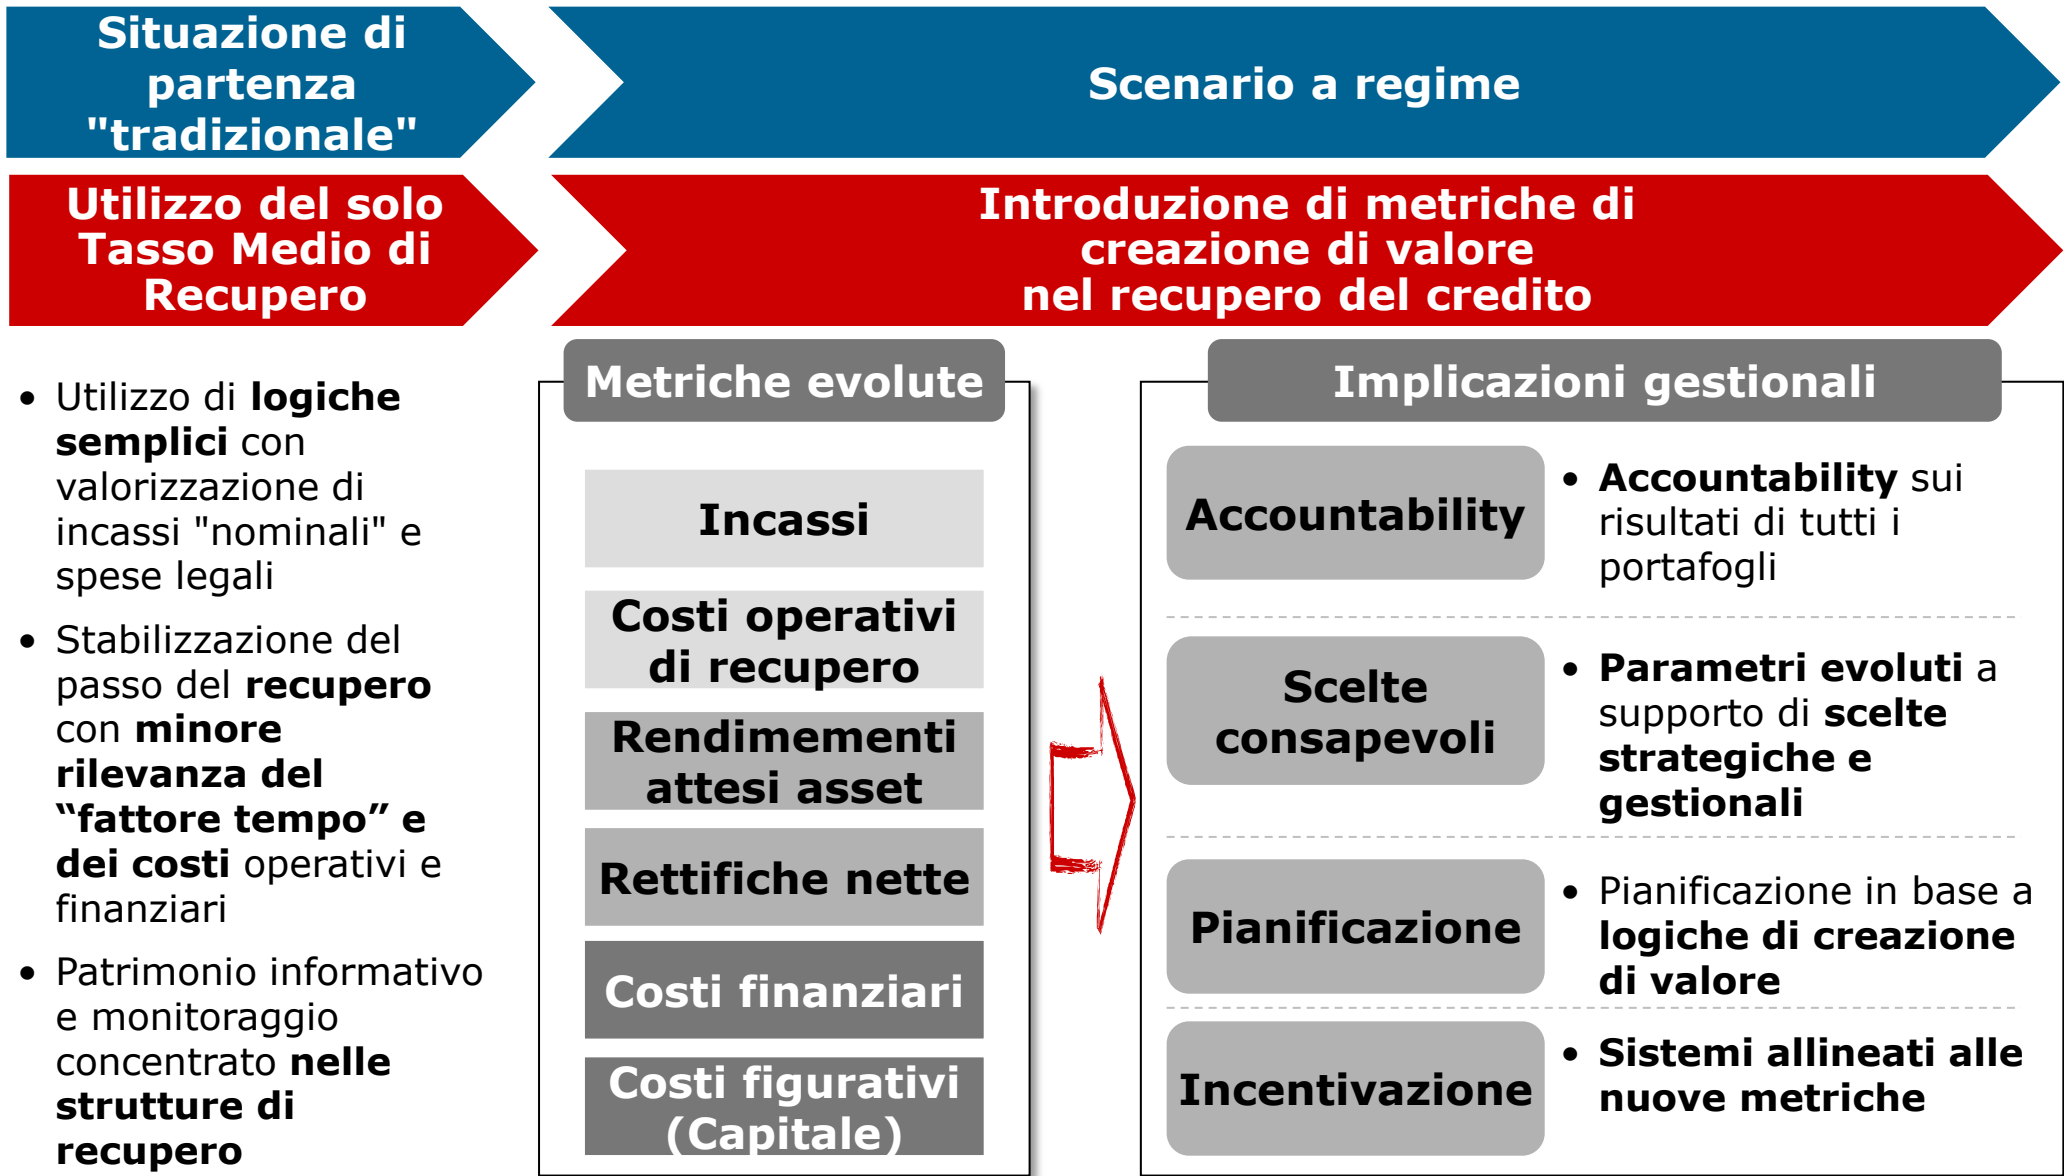 Situazione di
partenza
"tradizionale"
Scenario a regime
Utilizzo del solo
Tasso Medio di
Recupero
Introduzione di metriche di
creazione di valore
nel recupero del credito
• Utilizzo di logiche
semplici con
valorizzazione di
incassi "nominali" e
spese legali
• Stabilizzazione del
passo del recupero
con minore
rilevanza del
“fattore tempo” e
dei costi operativi e
finanziari
• Patrimonio informativo
e monitoraggio
concentrato nelle
strutture di
recupero
Metriche evolute
Incassi
Costi operativi
di recupero
Rendimementi
attesi asset
Rettifiche nette
Costi finanziari
Costi figurativi
(Capitale)
Implicazioni gestionali
Accountability
• Accountability sui
risultati di tutti i
portafogli
Scelte
consapevoli
• Parametri evoluti a
supporto di scelte
strategiche e
gestionali
Pianificazione
• Pianificazione in base a
logiche di creazione
di valore
Incentivazione
• Sistemi allineati alle
nuove metriche